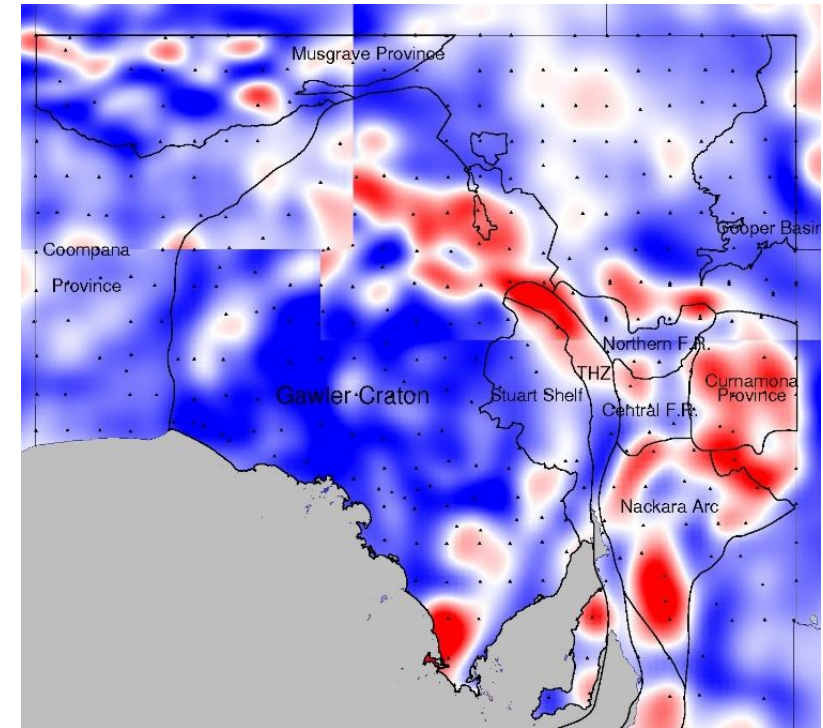 Musgrave Province
Coompana
Province
Cooper Basin
Northern F.R.
Gawler Craton
Stuart Shelf
THZ
Central F.R.
Curnamona
Province
Nackara Arc